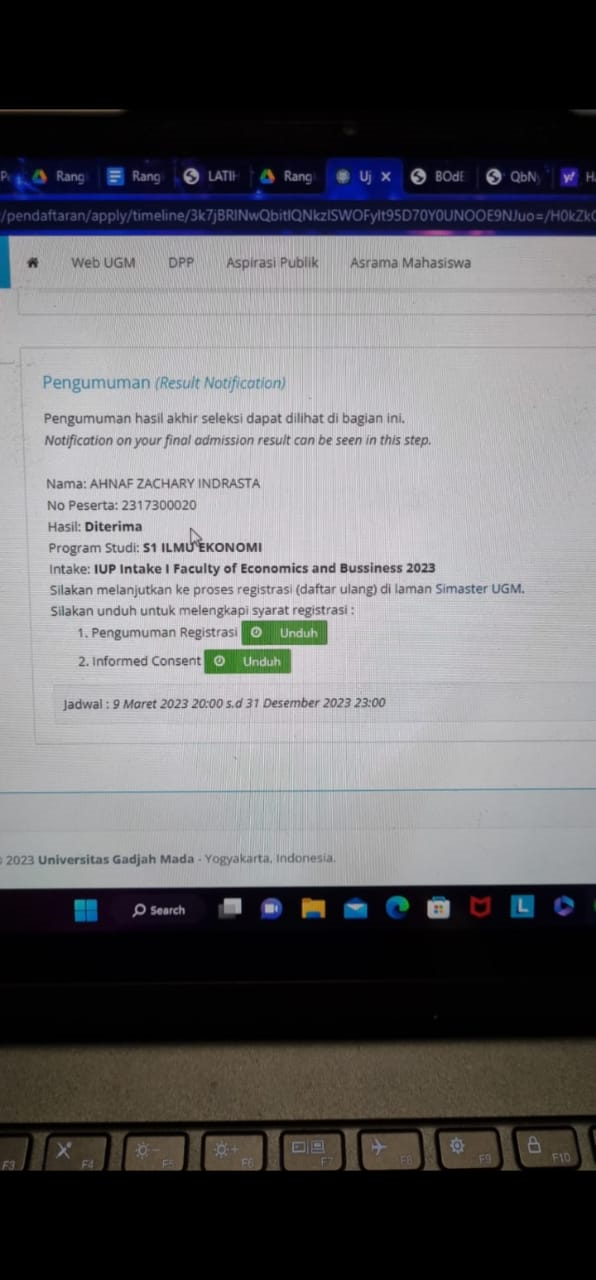 Rang
Rang
LATIH
Rang
Uj
BOdE
QbN
/pendaftaran/apply/timeline/
Web UGM DPP Aspirasi Publik Asrama Mahasiswa
Pengumuman (Result Notification)
Pengumuman hasil akhir seleksi dapat dilihat di bagian ini.
Notification on your final admission result can be seen in this step.
Nama: AHNAF ZACHARY INDRASTA
No Peserta: 2317300020
Hasil: Diterima
Program Studi: S1 ILMU EKONOMI
Intake: IUP Intake I Faculty of Economics and Bussiness 2023
Silakan melanjutkan ke proses registrasi (daftar ulang) di laman Simaster UGM.
Silakan unduh untuk melengkapi syarat registrasi :
1. Pengumuman Registrasi Unduh
2. Informed Consent Unduh
Jadwal : 9 Maret 2023 20:00 s.d 31 Desember 2023 23:00
2023 Universitas Gadjah Mada - Yogyakarta, Indonesia.
Search
L
F3 F4 F5 F6 F7 F8 F9 F10